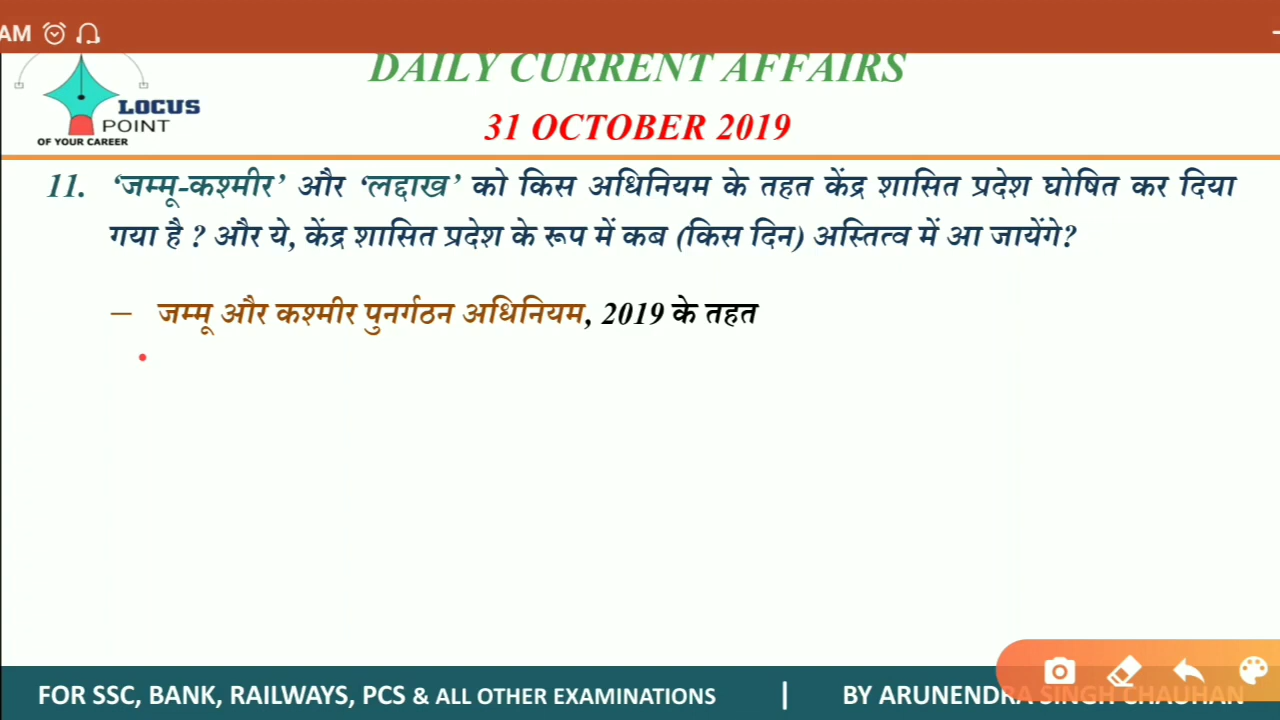 AM
DAILY CURRENT AFFAIRS
LOCUS
POINT
OF YOUR CAREER
31 OCTOBER 2019
11. ‘जम्मू-कश्मीर’ और ‘लद्दाख’ को किस अधिनियम के तहत केंद्र शासित प्रदेश घोषित कर दिया
गया है ? और ये, केंद्र शासित प्रदेश के रूप में कब (किस दिन) अस्तित्व में आ जायेंगे?
– जम्मू और कश्मीर पुनर्गठन अधिनियम, 2019 के तहत
FOR SSC, BANK, RAILWAYS, PCS & ALL OTHER EXAMINATIONS | BY ARUNENDRA SINGH CHAUHAN